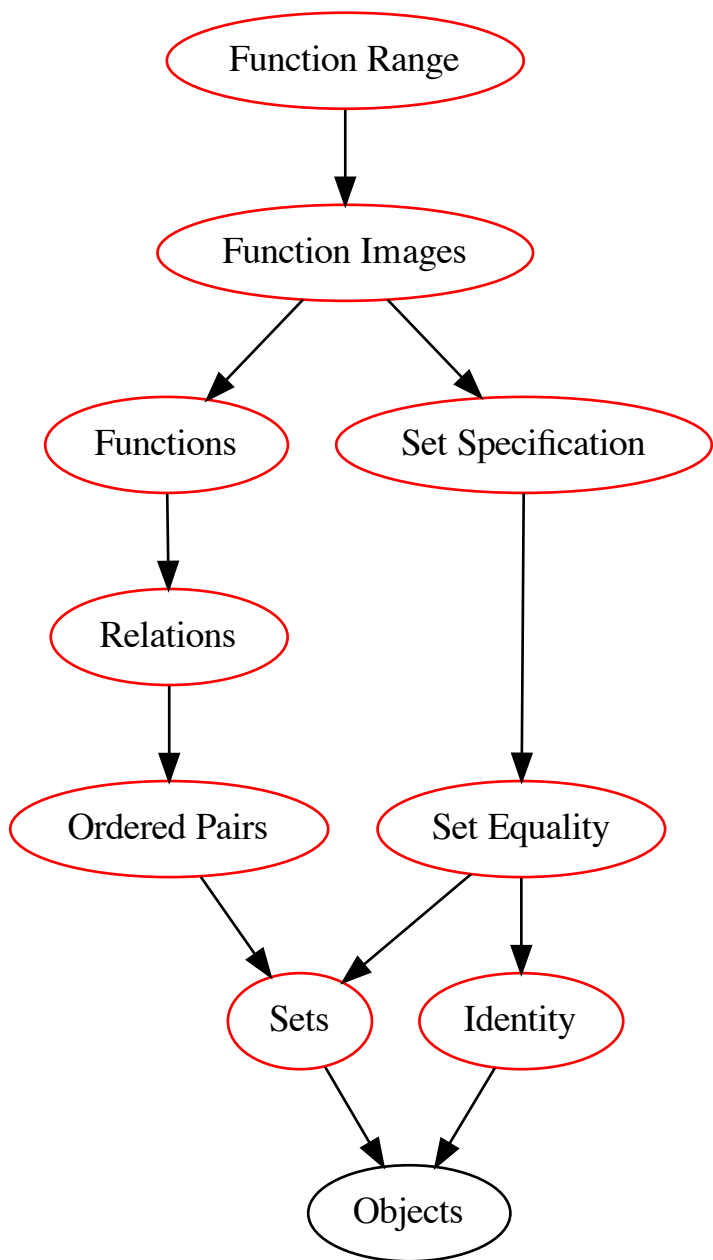 Function Range
Function Images
Functions
Set Specification
Relations
Ordered Pairs
Set Equality
Sets
Identity
Objects